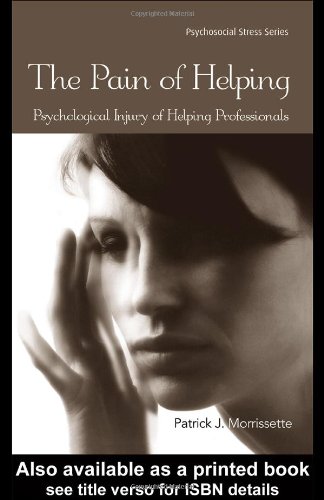 Psychosocial Stress Series
The Pain of Helping
Psychological Injury of Helping Professionals
Patrick J. Morrissette
Also available as a printed book
see title verso for ISBN details